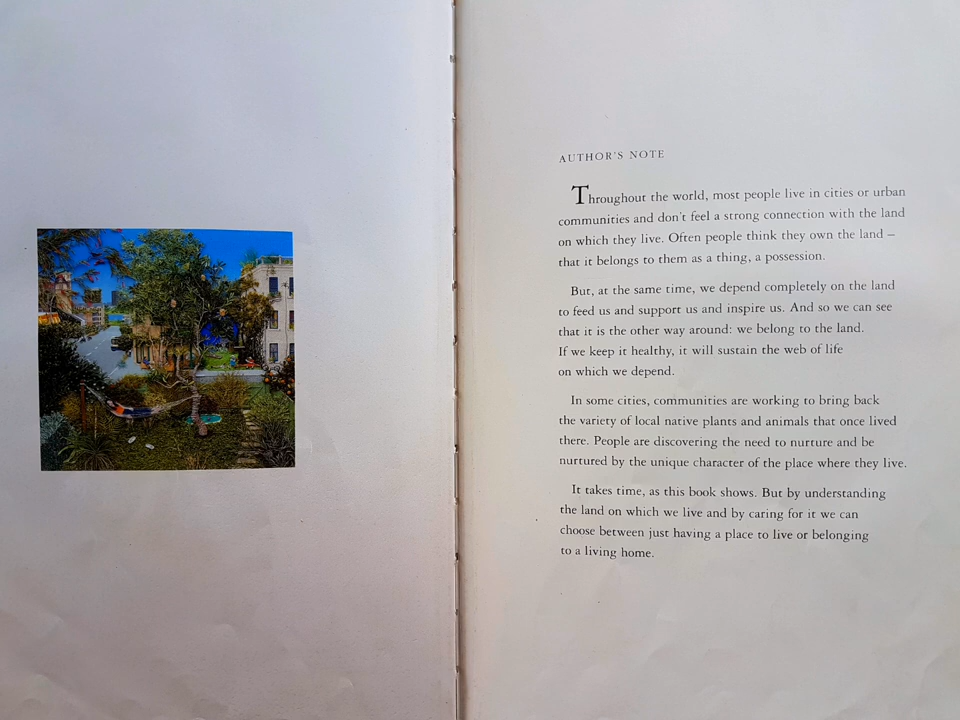 AUTHOR'S NOTE
Throughout the world, most people live in cities or urban
communities and don't feel a strong connection with the land
on which they live. Often people think they own the land –
that it belongs to them as a thing, a possession.
But, at the same time, we depend completely on the land
to feed us and support us and inspire us. And so we can see
that it is the other way around: we belong to the land.
If we keep it healthy, it will sustain the web of life
on which we depend.
In some cities, communities are working to bring back
the variety of local native plants and animals that once lived
there. People are discovering the need to nurture and be
nurtured by the unique character of the place where they live.
It takes time, as this book shows. But by understanding
the land on which we live and by caring for it we can
choose between just having a place to live or belonging
to a living home.